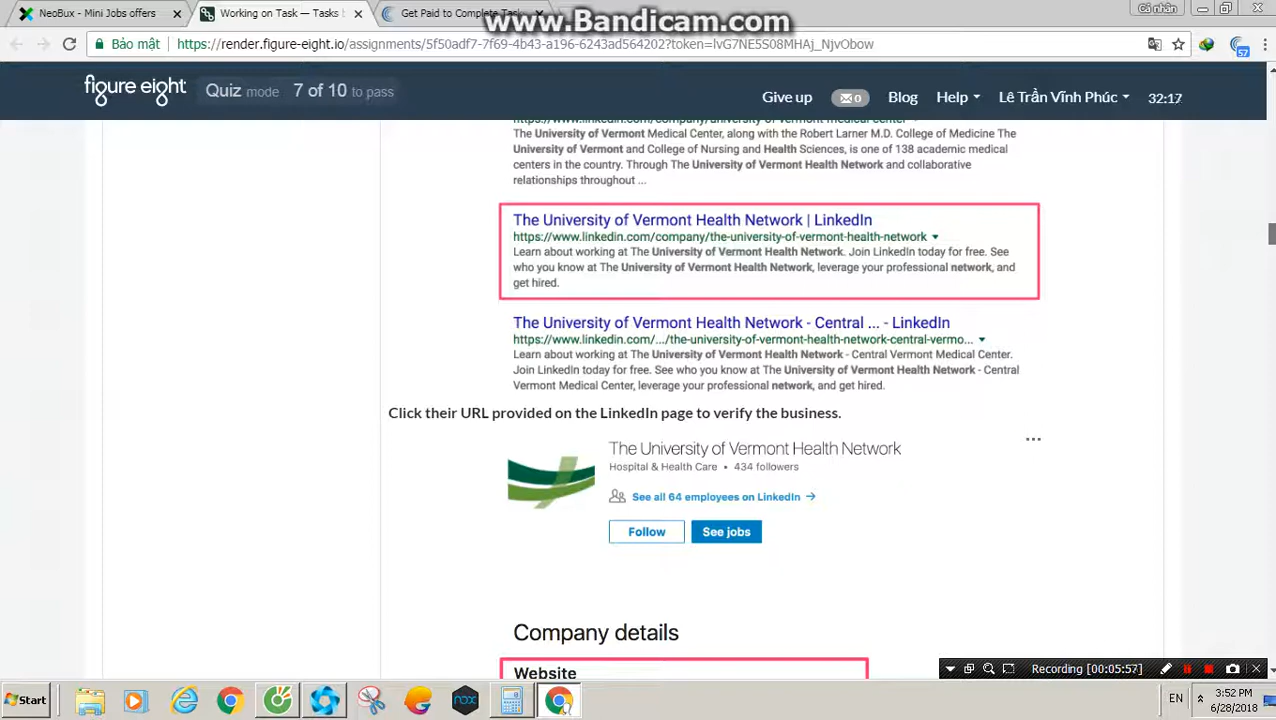 NeoBux - Mini Jobs offers
Working on Task — Tasks
Get Paid to Complete
www.Bandicam.com
Cá nhân
Bảo mật
https://render.figure-eight.io/assignments/5f50adf7-7f69-4b43-a196-6243ad564202?token=lvG7NE5S08MHAj_NjvObow
57
figure eight
Quiz mode 7 of 10 to pass
Give up
0
Blog
Help
Lê Trần Vĩnh Phúc
32:17
https://www.linkedin.com/company/university-of-vermont-medical-center
The University of Vermont Medical Center, along with the Robert Larner M.D. College of Medicine The
University of Vermont and College of Nursing and Health Sciences, is one of 138 academic medical
centers in the country. Through The University of Vermont Health Network and collaborative
relationships throughout ...
The University of Vermont Health Network | LinkedIn
https://www.linkedin.com/company/the-university-of-vermont-health-network
Learn about working at The University of Vermont Health Network. Join LinkedIn today for free. See
who you know at The University of Vermont Health Network, leverage your professional network, and
get hired.
The University of Vermont Health Network - Central ... - LinkedIn
https://www.linkedin.com/.../the-university-of-vermont-health-network-central-vermo...
Learn about working at The University of Vermont Health Network - Central Vermont Medical Center.
Join LinkedIn today for free. See who you know at The University of Vermont Health Network - Central
Vermont Medical Center, leverage your professional network, and get hired.
Click their URL provided on the LinkedIn page to verify the business.
The University of Vermont Health Network
Hospital & Health Care • 434 followers
See all 64 employees on LinkedIn →
Follow
See jobs
Company details
Website
Recording [00:05:57]
Start
nox
EN
3:52 PM
6/28/2018